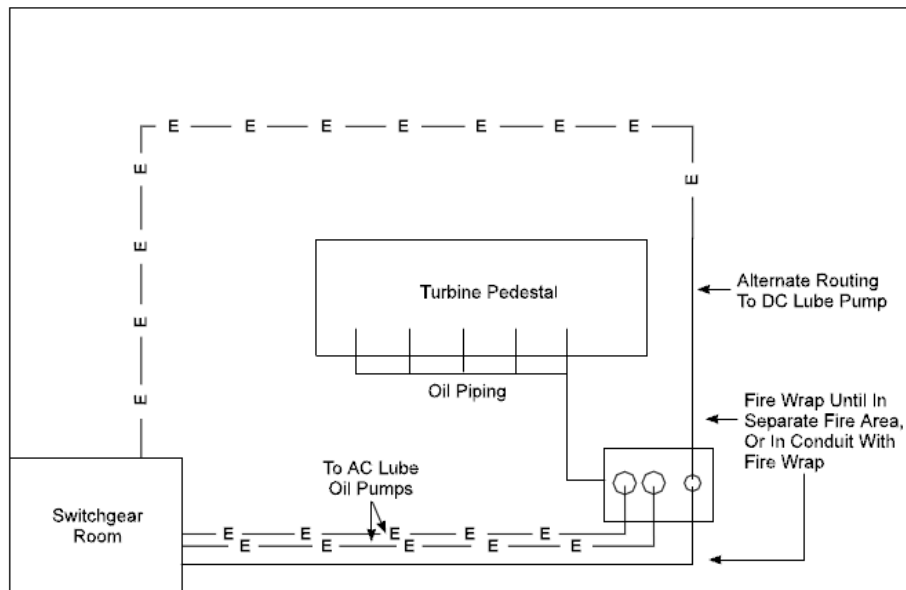 E E E E E E E
E
E
E
E
E
Turbine Pedestal
Oil Piping
Alternate Routing
To DC Lube Pump
Fire Wrap Until In
Separate Fire Area,
Or In Conduit With
Fire Wrap
To AC Lube
Oil Pumps
Switchgear
Room
E E E E E
E E E E E